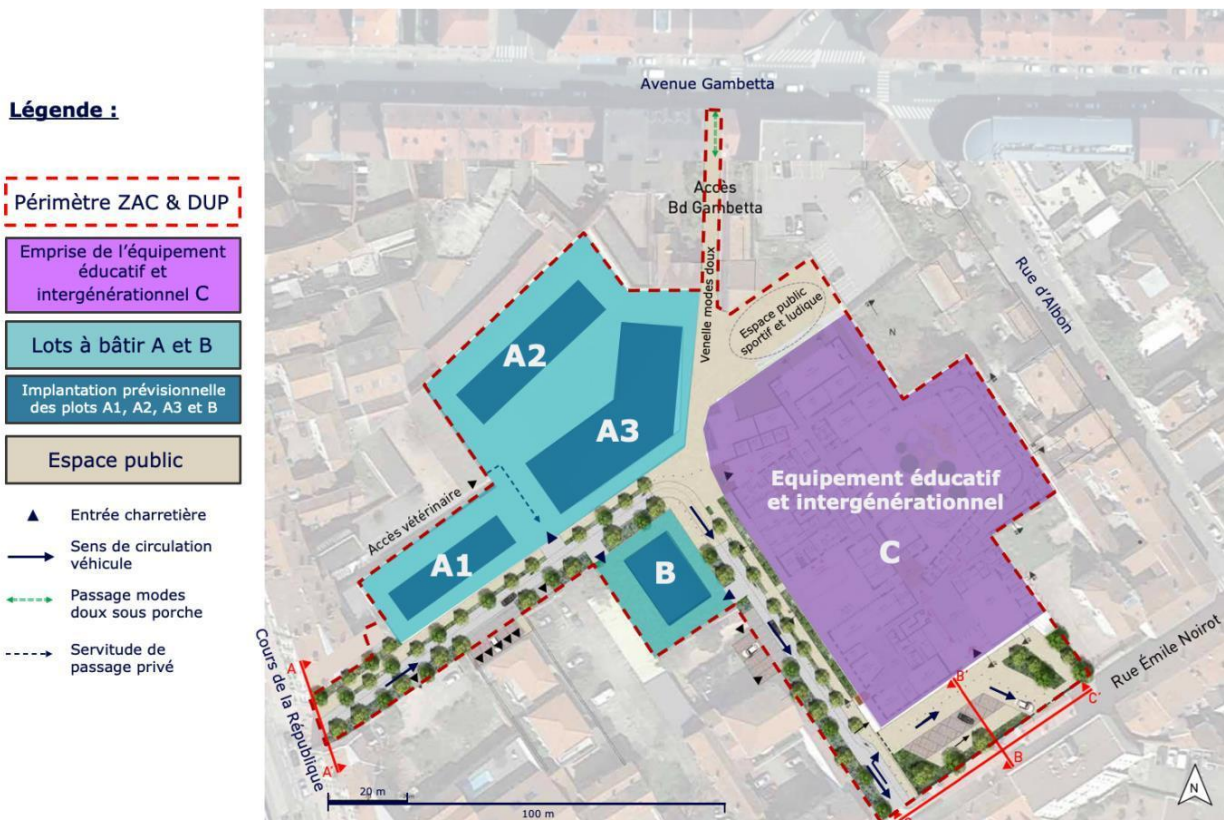 Légende :
Périmètre ZAC & DUP
Emprise de l'équipement
éducatif et
intergénérationnel C
Lots à bâtir A et B
Implantation prévisionnelle
des plots A1, A2, A3 et B
Espace public
Entrée charretière
Sens de circulation
véhicule
Passage modes
doux sous porche
Servitude de
passage privé
Avenue Gambetta
Accès
Bd Gambetta
Venelle modes doux
Espace public
sportif et ludique
Rue d'Albon
N
A2
A3
Accès vétérinaire
A1
B
Equipement éducatif
et intergénérationnel
C
Cours de la République
A
A'
Rue Émile Noirot
B'
B
C'
20 m
100 m
N